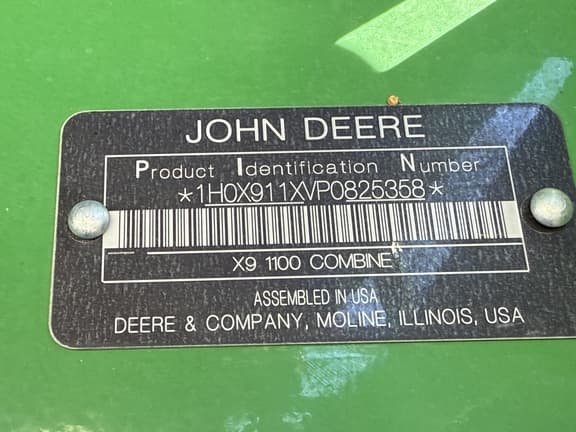 JOHN DEERE
Product Identification Number
*1H0X911XVP0825358*
X9 1100 COMBINE
ASSEMBLED IN USA
DEERE & COMPANY, MOLINE, ILLINOIS, USA